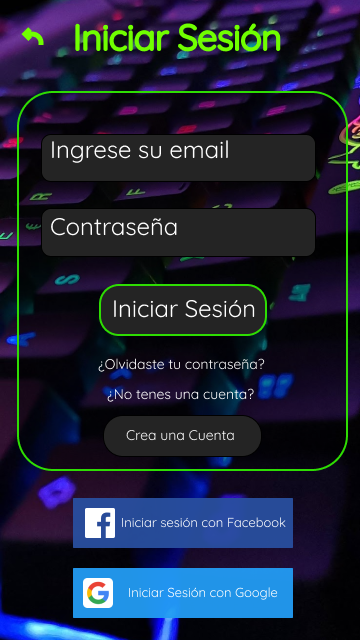 Iniciar Sesión
Ingrese su email
Contraseña
Iniciar Sesión
¿Olvidaste tu contraseña?
¿No tenes una cuenta?
Crea una Cuenta
Iniciar sesión con Facebook
Iniciar Sesión con Google